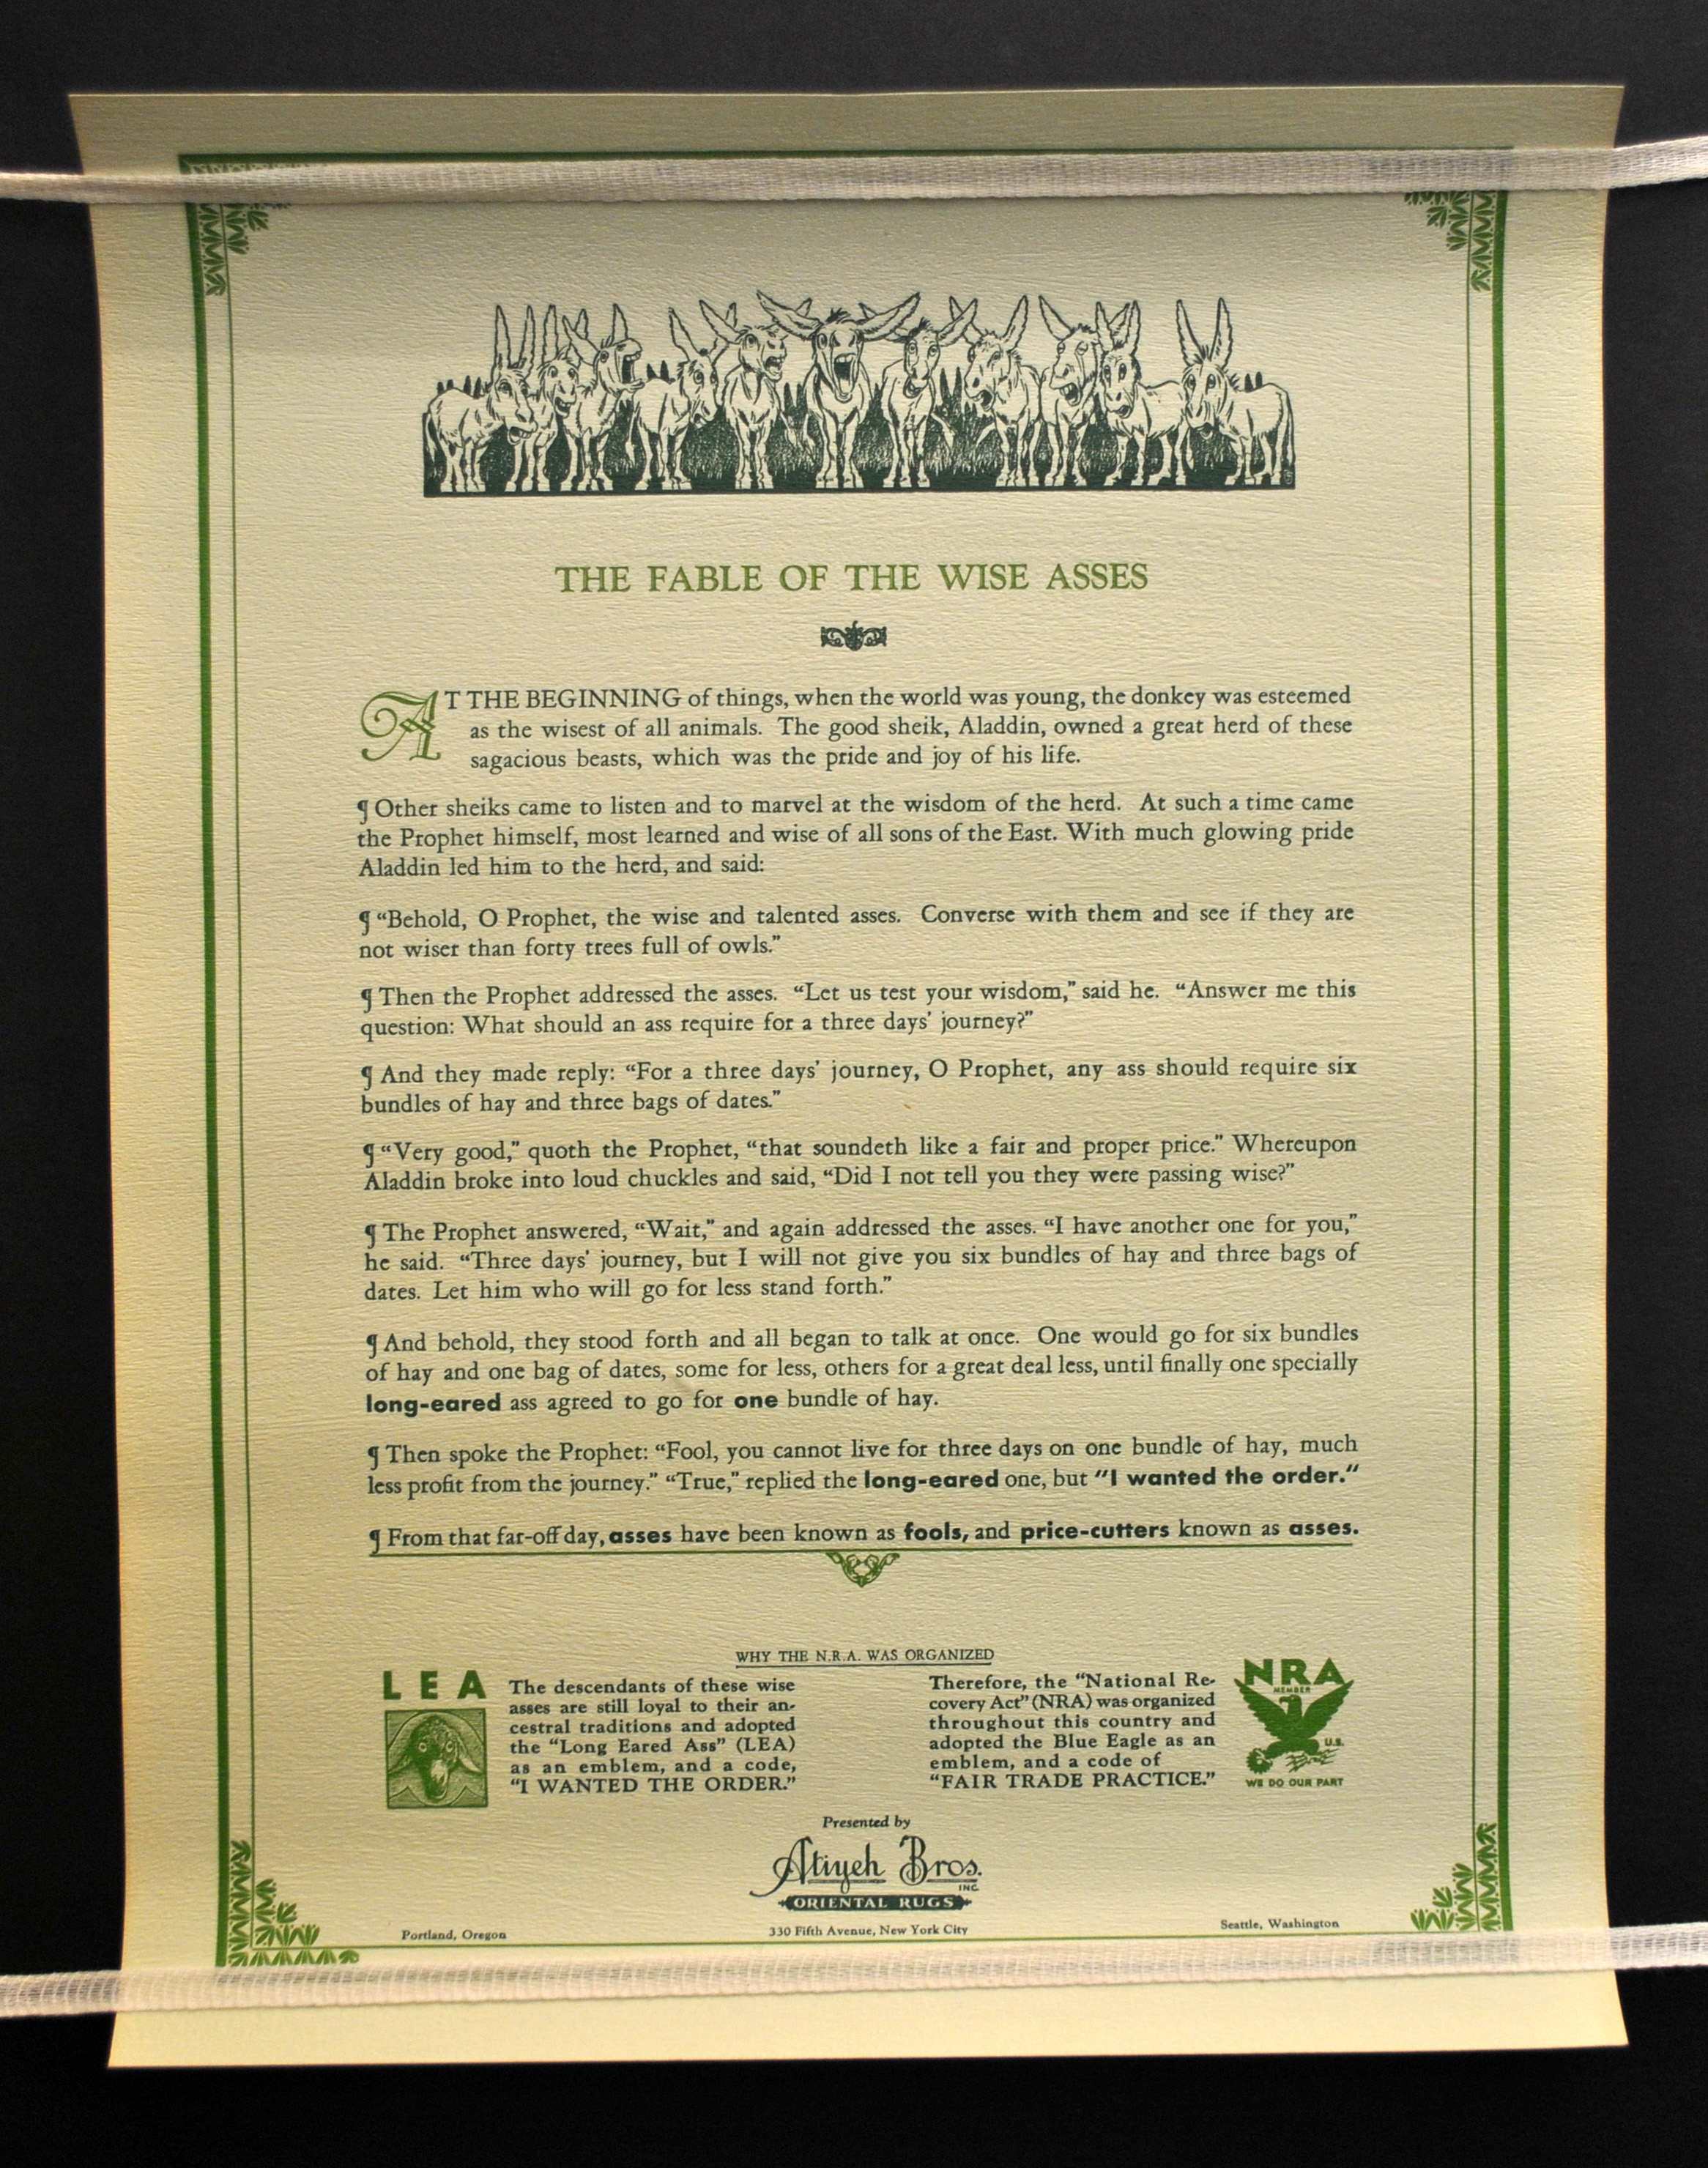 THE FABLE OF THE WISE ASSES
AT THE BEGINNING of things, when the world was young, the donkey was esteemed
as the wisest of all animals. The good sheik, Aladdin, owned a great herd of these
sagacious beasts, which was the pride and joy of his life.
¶ Other sheiks came to listen and to marvel at the wisdom of the herd. At such a time came
the Prophet himself, most learned and wise of all sons of the East. With much glowing pride
Aladdin led him to the herd, and said:
¶ “Behold, O Prophet, the wise and talented asses. Converse with them and see if they are
not wiser than forty trees full of owls.”
¶ Then the Prophet addressed the asses. “Let us test your wisdom,” said he. “Answer me this
question: What should an ass require for a three days' journey?”
¶ And they made reply: “For a three days' journey, O Prophet, any ass should require six
bundles of hay and three bags of dates.”
¶ “Very good,” quoth the Prophet, “that soundeth like a fair and proper price.” Whereupon
Aladdin broke into loud chuckles and said, “Did I not tell you they were passing wise?”
¶ The Prophet answered, “Wait,” and again addressed the asses. “I have another one for you,”
he said. “Three days' journey, but I will not give you six bundles of hay and three bags of
dates. Let him who will go for less stand forth.”
¶ And behold, they stood forth and all began to talk at once. One would go for six bundles
of hay and one bag of dates, some for less, others for a great deal less, until finally one specially
long-eared ass agreed to go for one bundle of hay.
¶ Then spoke the Prophet: “Fool, you cannot live for three days on one bundle of hay, much
less profit from the journey.” “True,” replied the long-eared one, but “I wanted the order.”
¶ From that far-off day, asses have been known as fools, and price-cutters known as asses.
WHY THE N.R.A. WAS ORGANIZED
LEA
The descendants of these wise
asses are still loyal to their an-
cestral traditions and adopted
the “Long Eared Ass” (LEA)
as an emblem, and a code,
“I WANTED THE ORDER.”
Therefore, the “National Re-
covery Act” (NRA) was organized
throughout this country and
adopted the Blue Eagle as an
emblem, and a code of
“FAIR TRADE PRACTICE.”
NRA
MEMBER
U.S.
WE DO OUR PART
Presented by
Atiyeh Bros.
INC.
ORIENTAL RUGS
Portland, Oregon
330 Fifth Avenue, New York City
Seattle, Washington